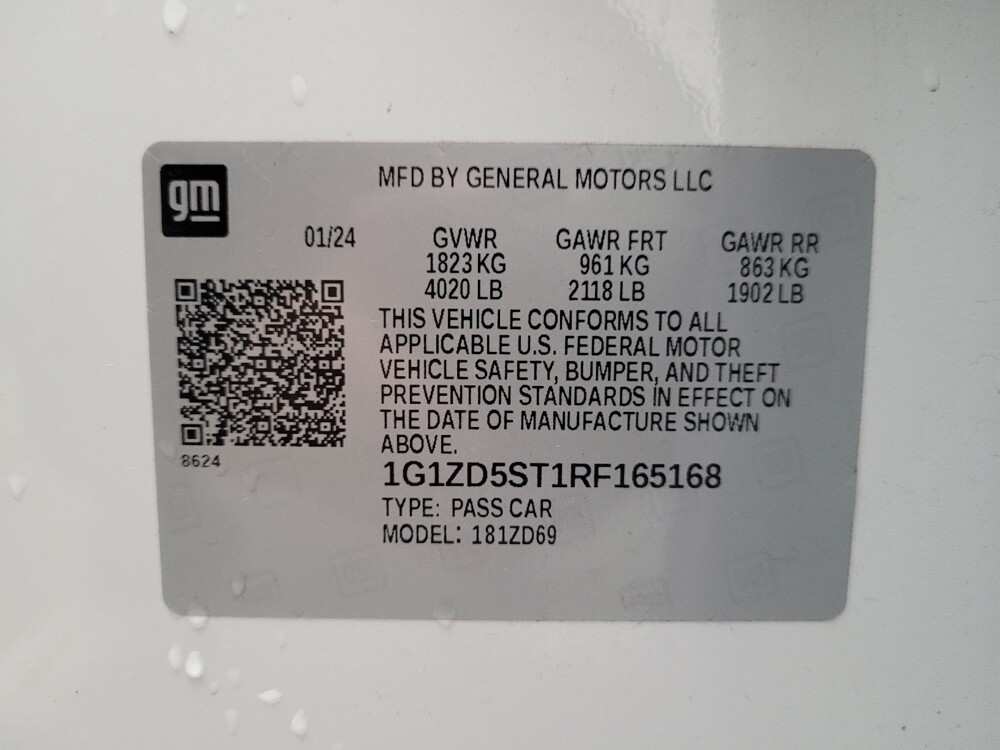 gm
MFD BY GENERAL MOTORS LLC
01/24 GVWR GAWR FRT GAWR RR
1823 KG 961 KG 863 KG
4020 LB 2118 LB 1902 LB
THIS VEHICLE CONFORMS TO ALL
APPLICABLE U.S. FEDERAL MOTOR
VEHICLE SAFETY, BUMPER, AND THEFT
PREVENTION STANDARDS IN EFFECT ON
THE DATE OF MANUFACTURE SHOWN
ABOVE.
8624
1G1ZD5ST1RF165168
TYPE: PASS CAR
MODEL: 181ZD69